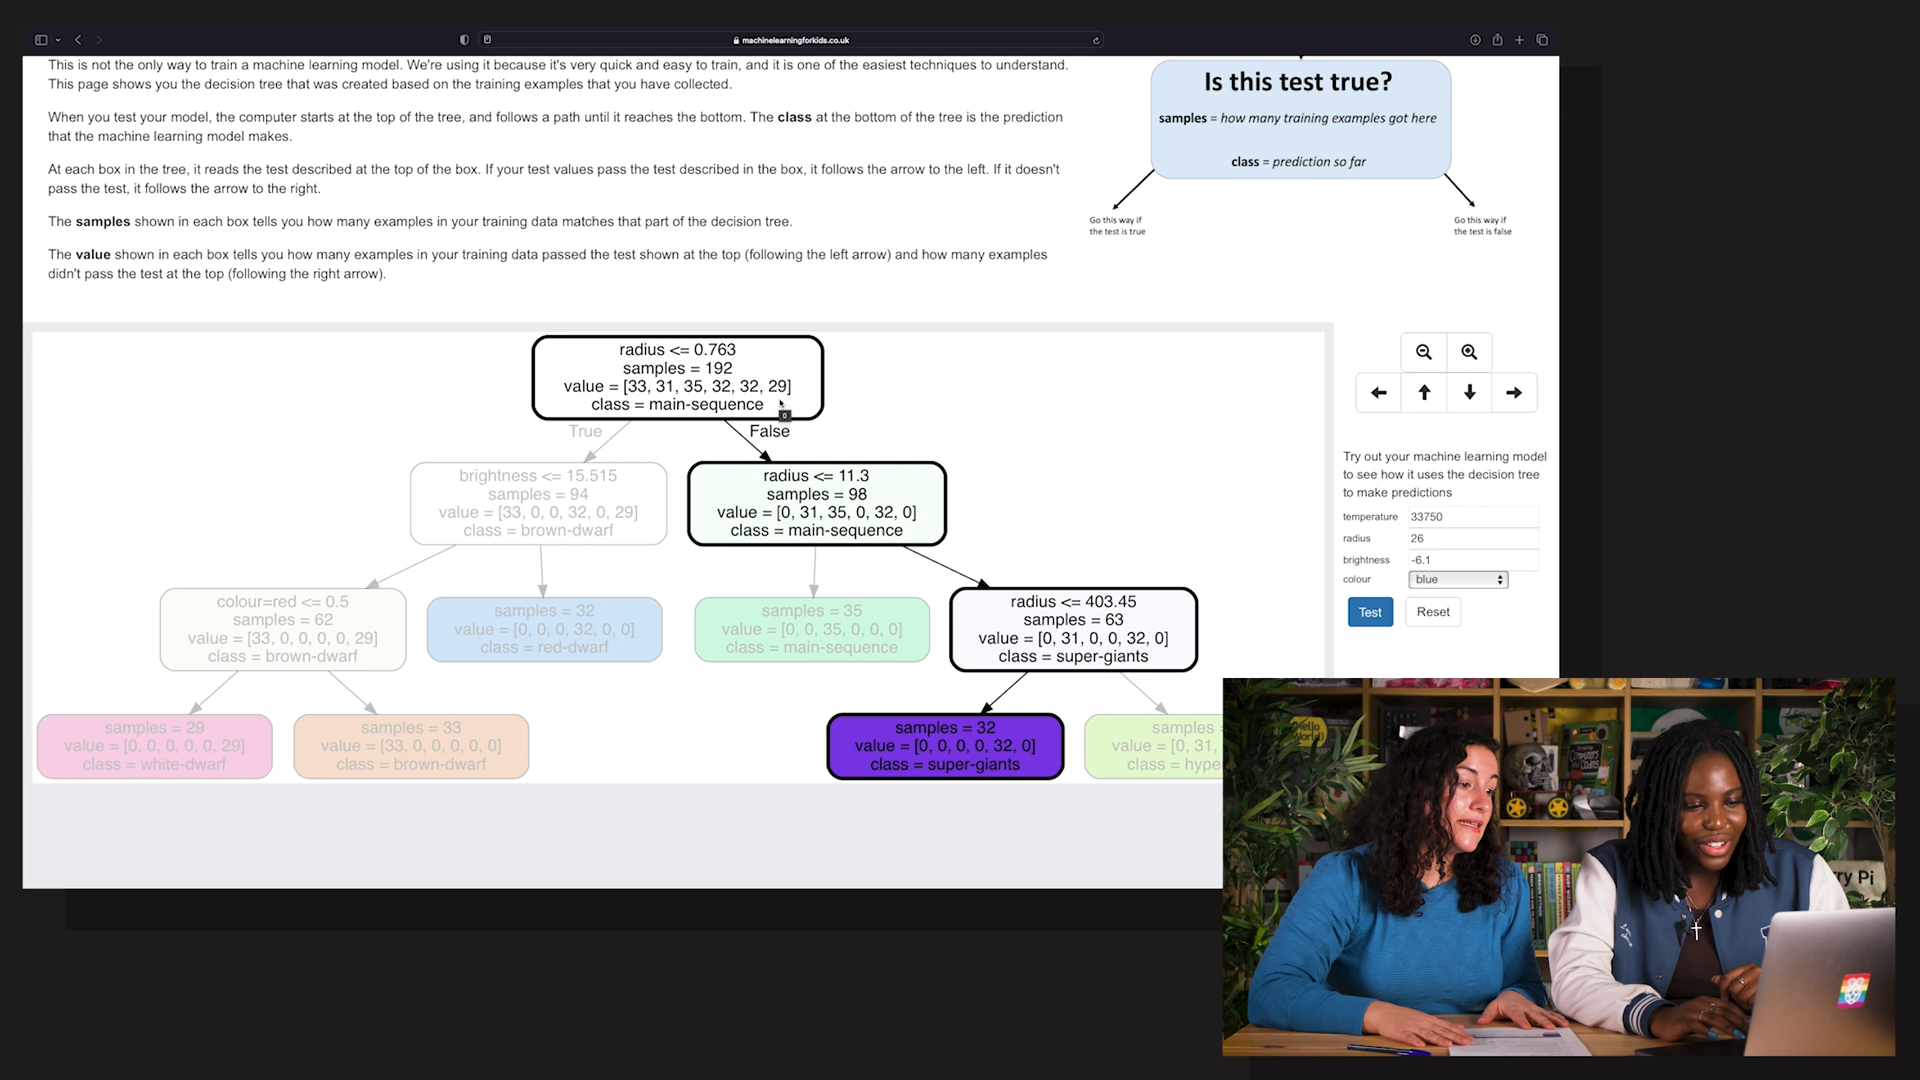 machinelearningforkids.co.uk
This is not the only way to train a machine learning model. We're using it because it's very quick and easy to train, and it is one of the easiest techniques to understand.
This page shows you the decision tree that was created based on the training examples that you have collected.
When you test your model, the computer starts at the top of the tree, and follows a path until it reaches the bottom. The class at the bottom of the tree is the prediction
that the machine learning model makes.
At each box in the tree, it reads the test described at the top of the box. If your test values pass the test described in the box, it follows the arrow to the left. If it doesn't
pass the test, it follows the arrow to the right.
The samples shown in each box tells you how many examples in your training data matches that part of the decision tree.
The value shown in each box tells you how many examples in your training data passed the test shown at the top (following the left arrow) and how many examples
didn't pass the test at the top (following the right arrow).
Is this test true?
samples = how many training examples got here
class = prediction so far
Go this way if
the test is true
Go this way if
the test is false
radius <= 0.763
samples = 192
value = [33, 31, 35, 32, 32, 29]
class = main-sequence
True
False
brightness <= 15.515
samples = 94
value = [33, 0, 0, 32, 0, 29]
class = brown-dwarf
radius <= 11.3
samples = 98
value = [0, 31, 35, 0, 32, 0]
class = main-sequence
colour=red <= 0.5
samples = 62
value = [33, 0, 0, 0, 0, 29]
class = brown-dwarf
samples = 32
value = [0, 0, 0, 32, 0, 0]
class = red-dwarf
samples = 35
value = [0, 0, 35, 0, 0, 0]
class = main-sequence
radius <= 403.45
samples = 63
value = [0, 31, 0, 0, 32, 0]
class = super-giants
samples = 29
value = [0, 0, 0, 0, 0, 29]
class = white-dwarf
samples = 33
value = [33, 0, 0, 0, 0, 0]
class = brown-dwarf
samples = 32
value = [0, 0, 0, 0, 32, 0]
class = super-giants
samples
value = [0, 31,
class = hype
Try out your machine learning model
to see how it uses the decision tree
to make predictions
temperature 33750
radius 26
brightness -6.1
colour blue
Test Reset
Hello
World!
ry Pi